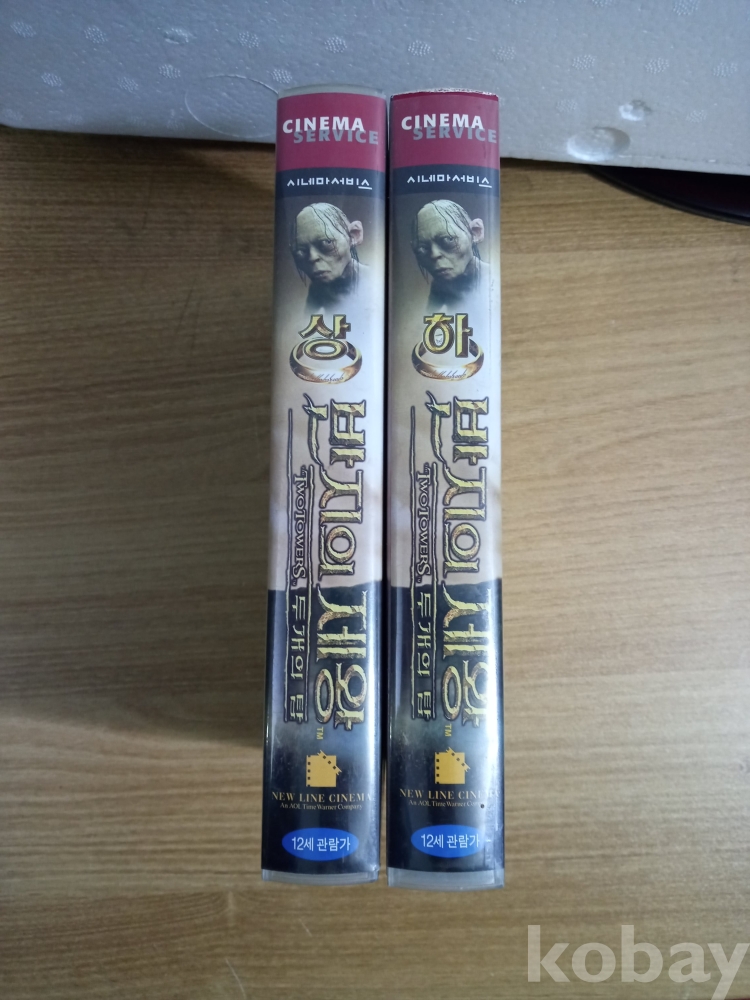 CINEMA
SERVICE
시네마서비스
상
반지의 제왕
THE
TWO TOWERS™ 두 개의 탑
TM
NEW LINE CINEMA
An AOL Time Warner Company
12세 관람가
CINEMA
SERVICE
시네마서비스
하
반지의 제왕
THE
TWO TOWERS™ 두 개의 탑
TM
NEW LINE CINEMA
An AOL Time Warner Company
12세 관람가
kobay